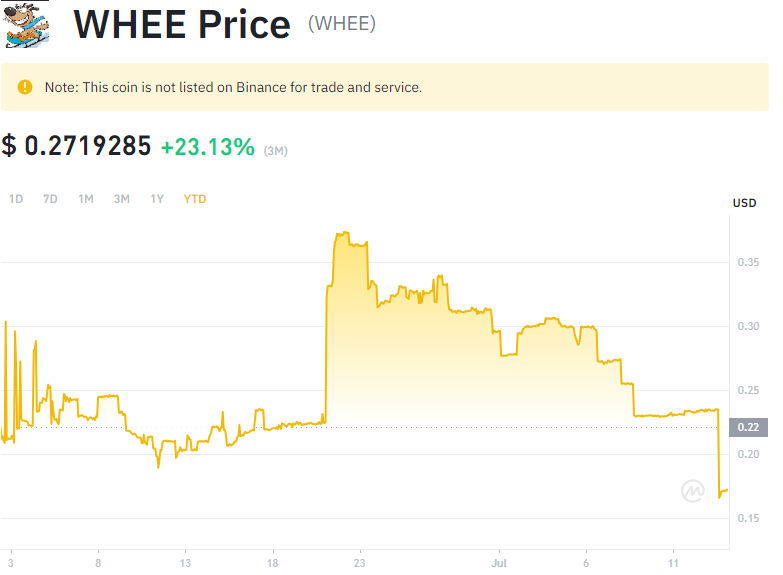 WHEE Price (WHEE)
Note: This coin is not listed on Binance for trade and service.
$ 0.2719285 +23.13% (3M)
1D 7D 1M 3M 1Y YTD
USD
0.35
0.30
0.25
0.22
0.20
0.15
3 8 13 18 23 Jul 6 11